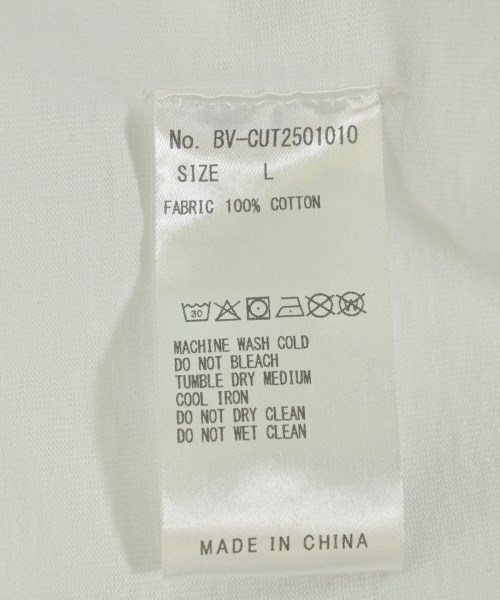 No. BV-CUT2501010
SIZE L
FABRIC 100% COTTON
30 W
MACHINE WASH COLD
DO NOT BLEACH
TUMBLE DRY MEDIUM
COOL IRON
DO NOT DRY CLEAN
DO NOT WET CLEAN
MADE IN CHINA